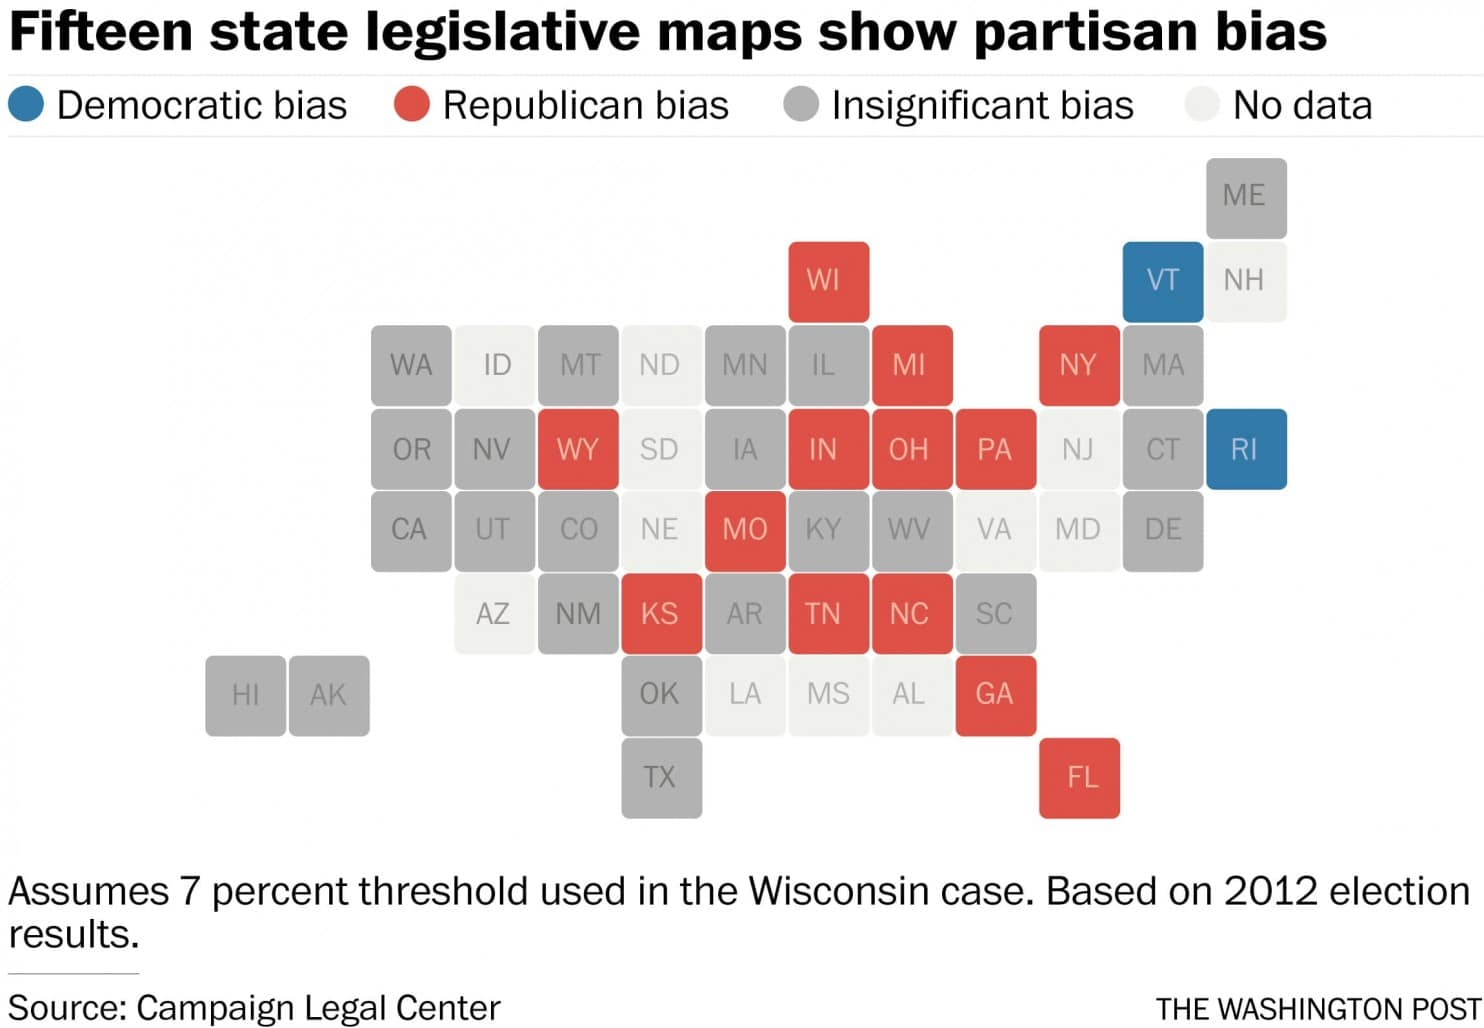 Fifteen state legislative maps show partisan bias
Democratic bias Republican bias Insignificant bias No data
ME
WI VT NH
WA ID MT ND MN IL MI NY MA
OR NV WY SD IA IN OH PA NJ CT RI
CA UT CO NE MO KY WV VA MD DE
AZ NM KS AR TN NC SC
HI AK OK LA MS AL GA
TX FL
Assumes 7 percent threshold used in the Wisconsin case. Based on 2012 election
results.
Source: Campaign Legal Center THE WASHINGTON POST